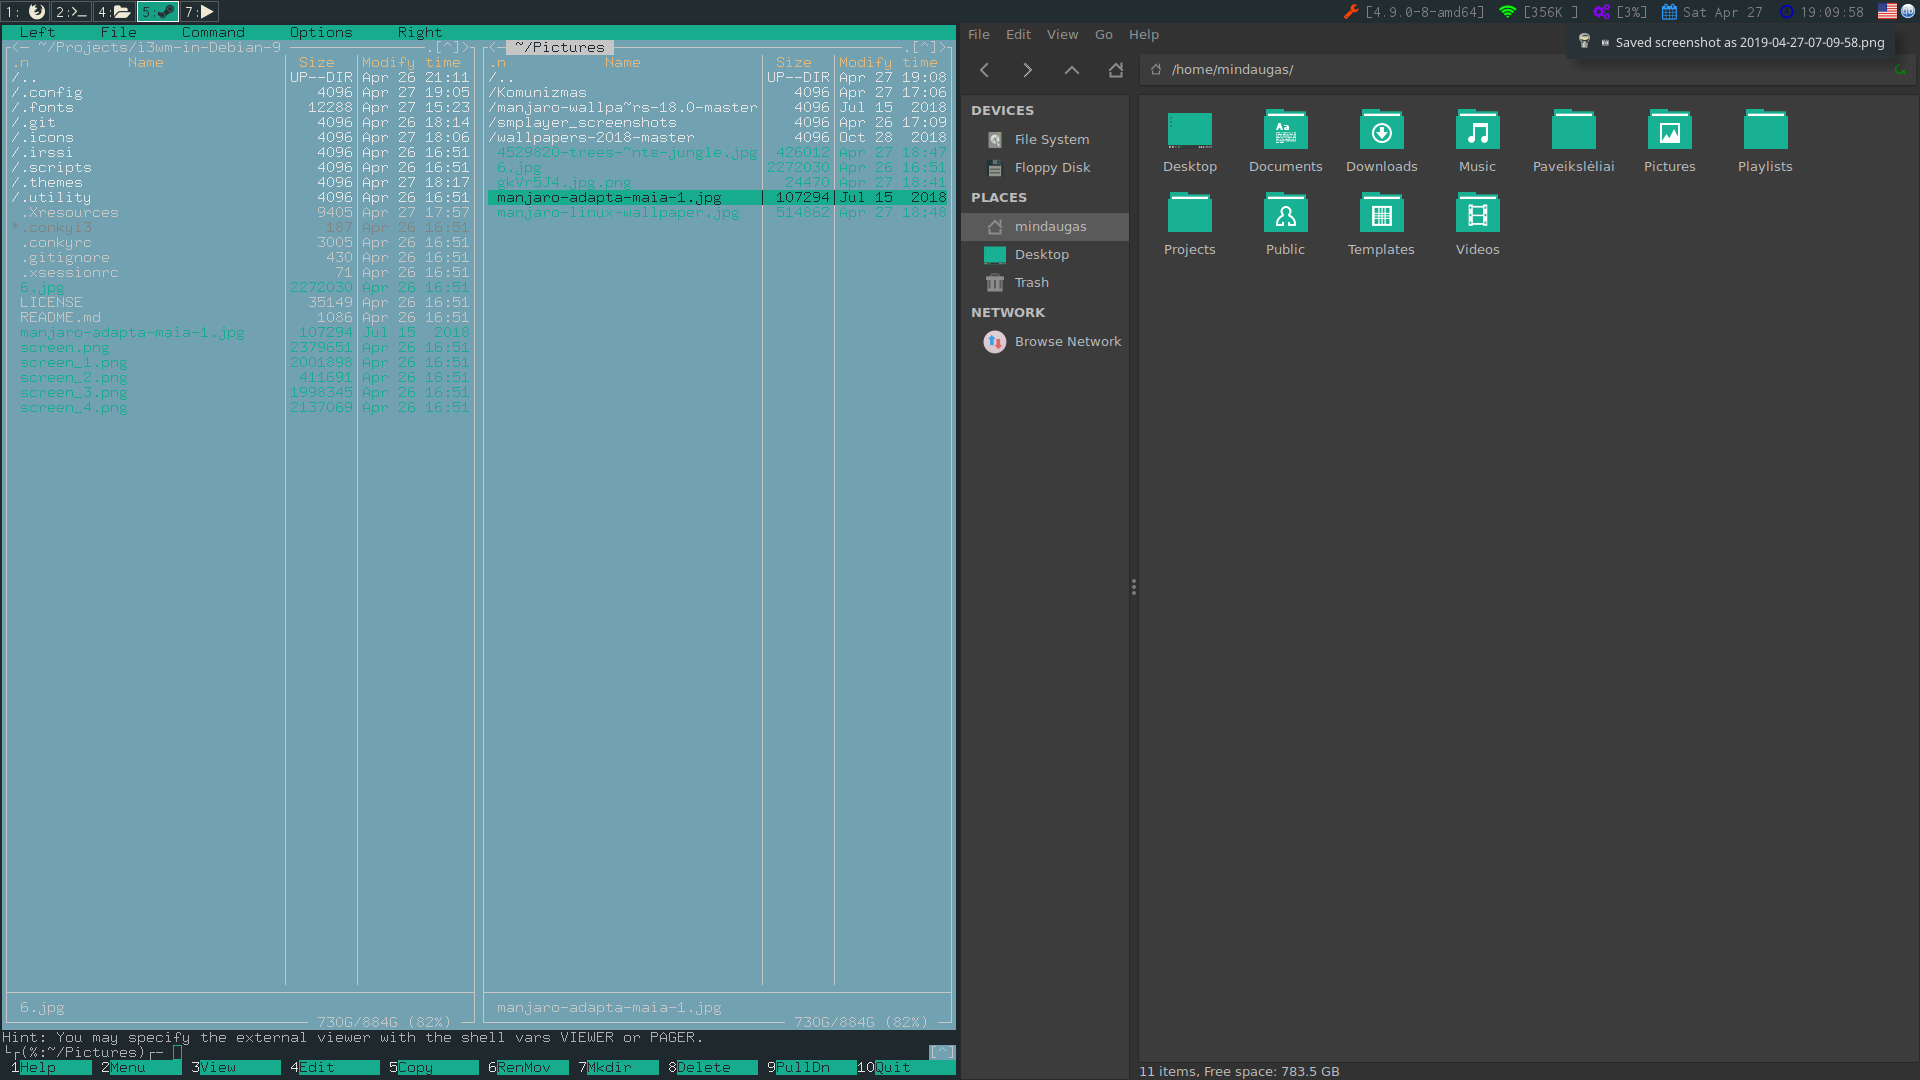 1: 2:>_ 4: 5: 7: [4.9.0-8-amd64] [356K ] [3%] Sat Apr 27 19:09:58
Left File Command Options Right
<─ ~/Projects/i3wm-in-Debian-9 .[^]>
.n Name Size Modify time
/.. UP--DIR Apr 26 21:11
/.config 4096 Apr 27 19:05
/.fonts 12288 Apr 27 15:23
/.git 4096 Apr 26 18:14
/.icons 4096 Apr 27 18:06
/.irssi 4096 Apr 26 16:51
/.scripts 4096 Apr 26 16:51
/.themes 4096 Apr 27 18:17
/.utility 4096 Apr 26 16:51
.Xresources 9405 Apr 27 17:57
*.conkyi3 187 Apr 26 16:51
.conkyrc 3005 Apr 26 16:51
.gitignore 430 Apr 26 16:51
.xsessionrc 71 Apr 26 16:51
6.jpg 2272030 Apr 26 16:51
LICENSE 35149 Apr 26 16:51
README.md 1086 Apr 26 16:51
manjaro-adapta-maia-1.jpg 107294 Jul 15 2018
screen.png 2379651 Apr 26 16:51
screen_1.png 2001898 Apr 26 16:51
screen_2.png 411691 Apr 26 16:51
screen_3.png 1998345 Apr 26 16:51
screen_4.png 2137069 Apr 26 16:51
6.jpg
730G/884G (82%)
<─ ~/Pictures .[^]>
.n Name Size Modify time
/.. UP--DIR Apr 27 19:08
/Komunizmas 4096 Apr 27 17:06
/manjaro-wallpa~rs-18.0-master 4096 Jul 15 2018
/smplayer_screenshots 4096 Apr 26 17:09
/wallpapers-2018-master 4096 Oct 28 2018
4529820-trees-~nts-jungle.jpg 426012 Apr 27 18:47
6.jpg 2272030 Apr 26 16:51
gkVr5J4.jpg.png 24470 Apr 27 18:41
manjaro-adapta-maia-1.jpg 107294 Jul 15 2018
manjaro-linux-wallpaper.jpg 514862 Apr 27 18:48
manjaro-adapta-maia-1.jpg
730G/884G (82%)
Hint: You may specify the external viewer with the shell vars VIEWER or PAGER.
└┌(%:~/Pictures)┌─ [^]
1Help 2Menu 3View 4Edit 5Copy 6RenMov 7Mkdir 8Delete 9PullDn 10Quit
File Edit View Go Help
Saved screenshot as 2019-04-27-07-09-58.png
/home/mindaugas/
DEVICES
File System
Floppy Disk
PLACES
mindaugas
Desktop
Trash
NETWORK
Browse Network
Aa
Desktop Documents Downloads Music Paveikslėliai Pictures Playlists
Projects Public Templates Videos
11 items, Free space: 783.5 GB